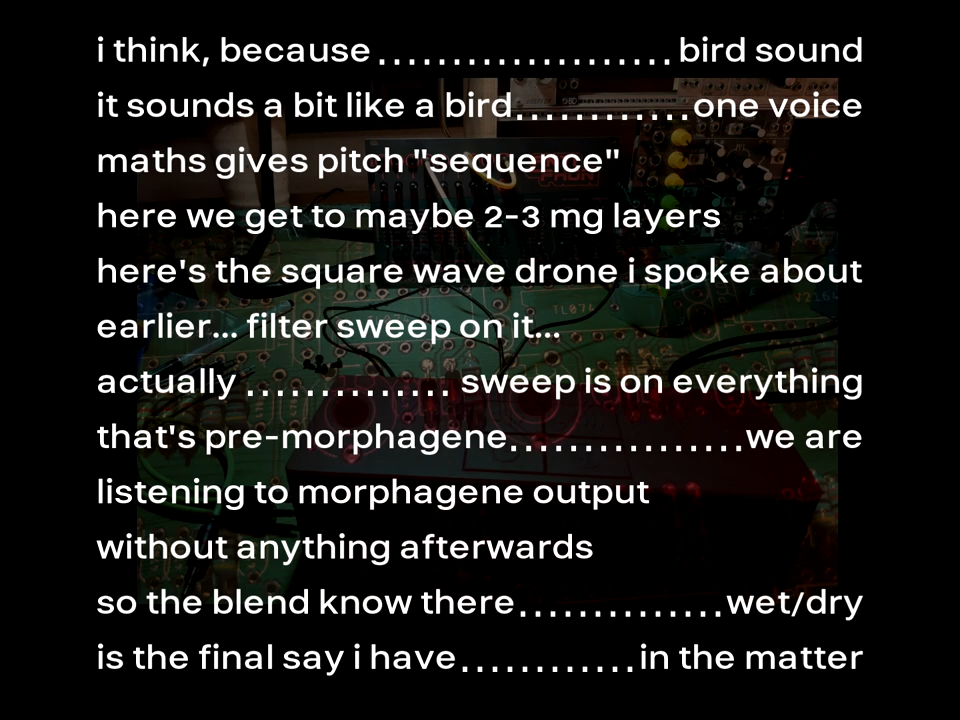 i think, because .................... bird sound
it sounds a bit like a bird............one voice
maths gives pitch "sequence"
here we get to maybe 2-3 mg layers
here's the square wave drone i spoke about
earlier... filter sweep on it...
actually .............. sweep is on everything
that's pre-morphagene................we are
listening to morphagene output
without anything afterwards
so the blend know there..............wet/dry
is the final say i have............in the matter
TL074